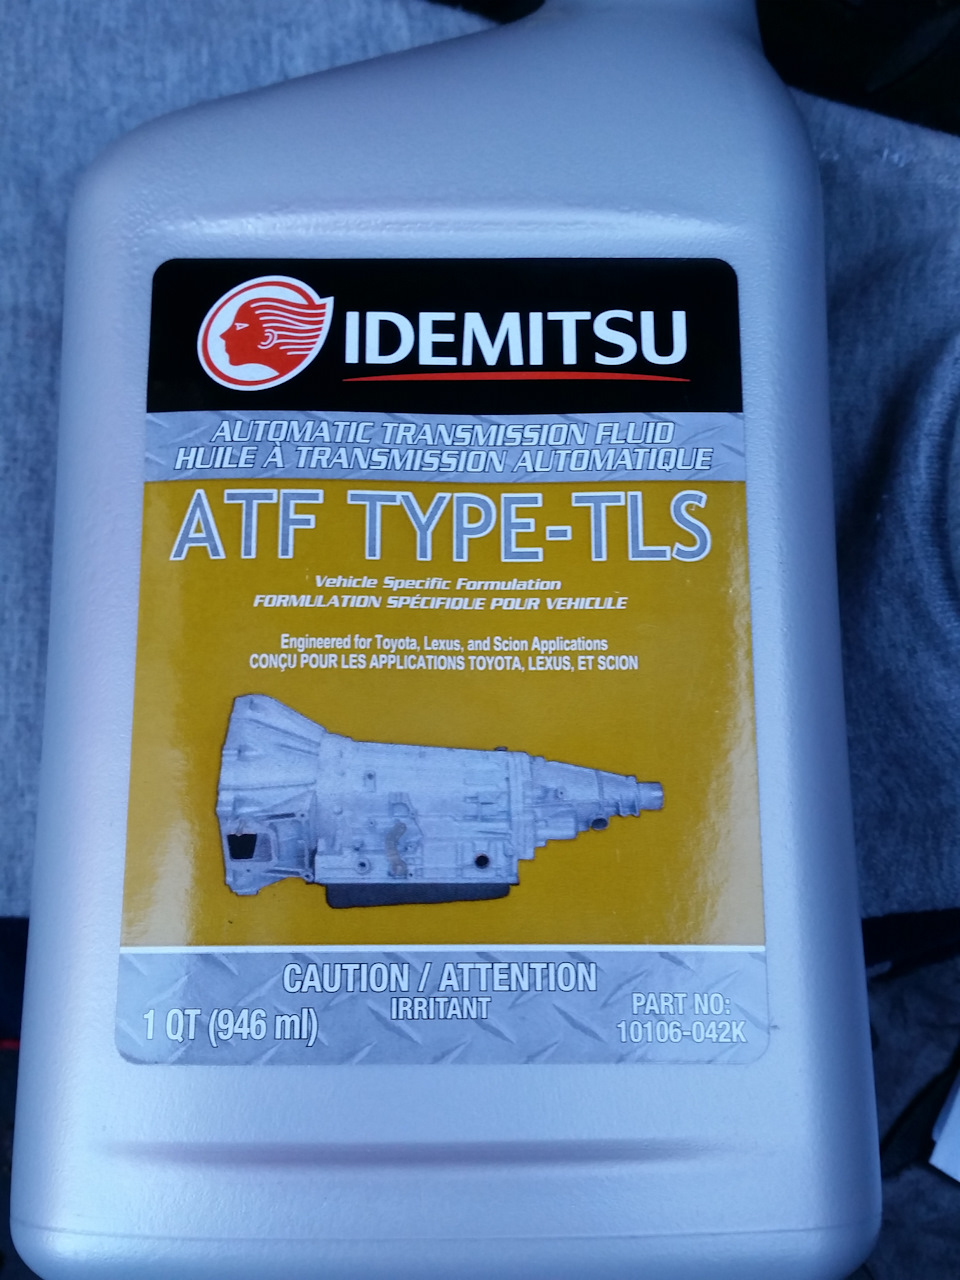 IDEMITSU
AUTOMATIC TRANSMISSION FLUID
HUILE À TRANSMISSION AUTOMATIQUE
ATF TYPE-TLS
Vehicle Specific Formulation
FORMULATION SPÉCIFIQUE POUR VEHICULE
Engineered for Toyota, Lexus, and Scion Applications
CONÇU POUR LES APPLICATIONS TOYOTA, LEXUS, ET SCION
CAUTION / ATTENTION
IRRITANT
1 QT (946 ml)
PART NO:
10106-042K